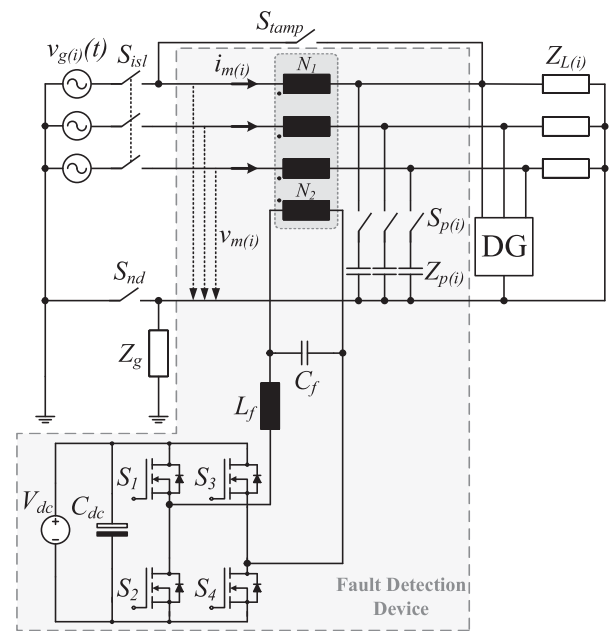 S_tamp
v_g(i)(t)
S_isl
i_m(i)
N_1
Z_L(i)
N_2
S_p(i)
v_m(i)
DG
S_nd
Z_p(i)
Z_g
C_f
L_f
S_1
S_3
V_dc
C_dc
+
-
S_2
S_4
Fault Detection
Device